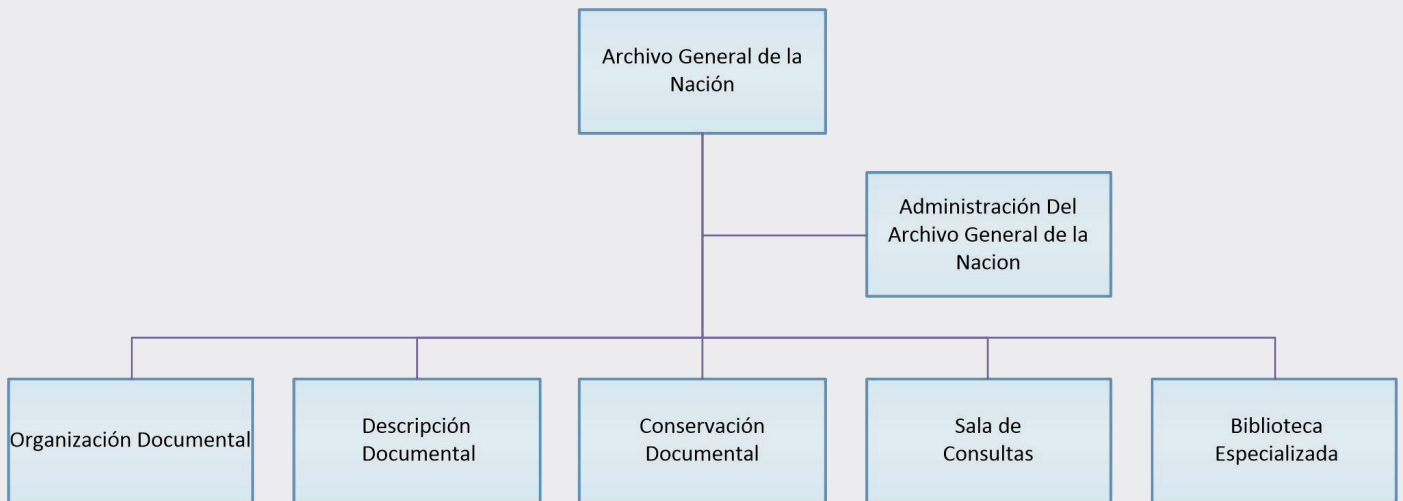 Archivo General de la
Nación
Administración Del
Archivo General de la
Nacion
Organización Documental
Descripción
Documental
Conservación
Documental
Sala de
Consultas
Biblioteca
Especializada